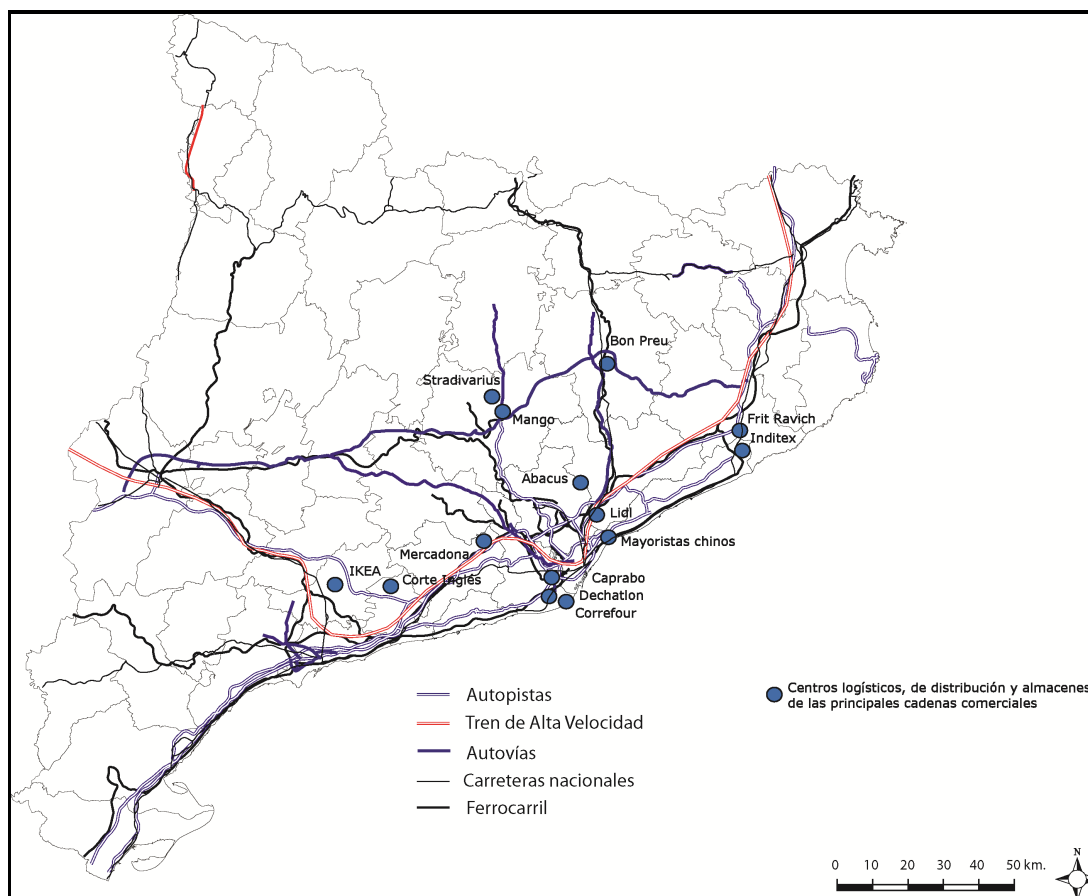 Bon Preu
Stradivarius
Mango
Frit Ravich
Inditex
Abacus
Lidl
Mayoristas chinos
Mercadona
IKEA
Corte Inglés
Caprabo
Dechatlon
Correfour
Autopistas
Tren de Alta Velocidad
Autovías
Carreteras nacionales
Ferrocarril
Centros logísticos, de distribución y almacenes
de las principales cadenas comerciales
0 10 20 30 40 50 km.
N